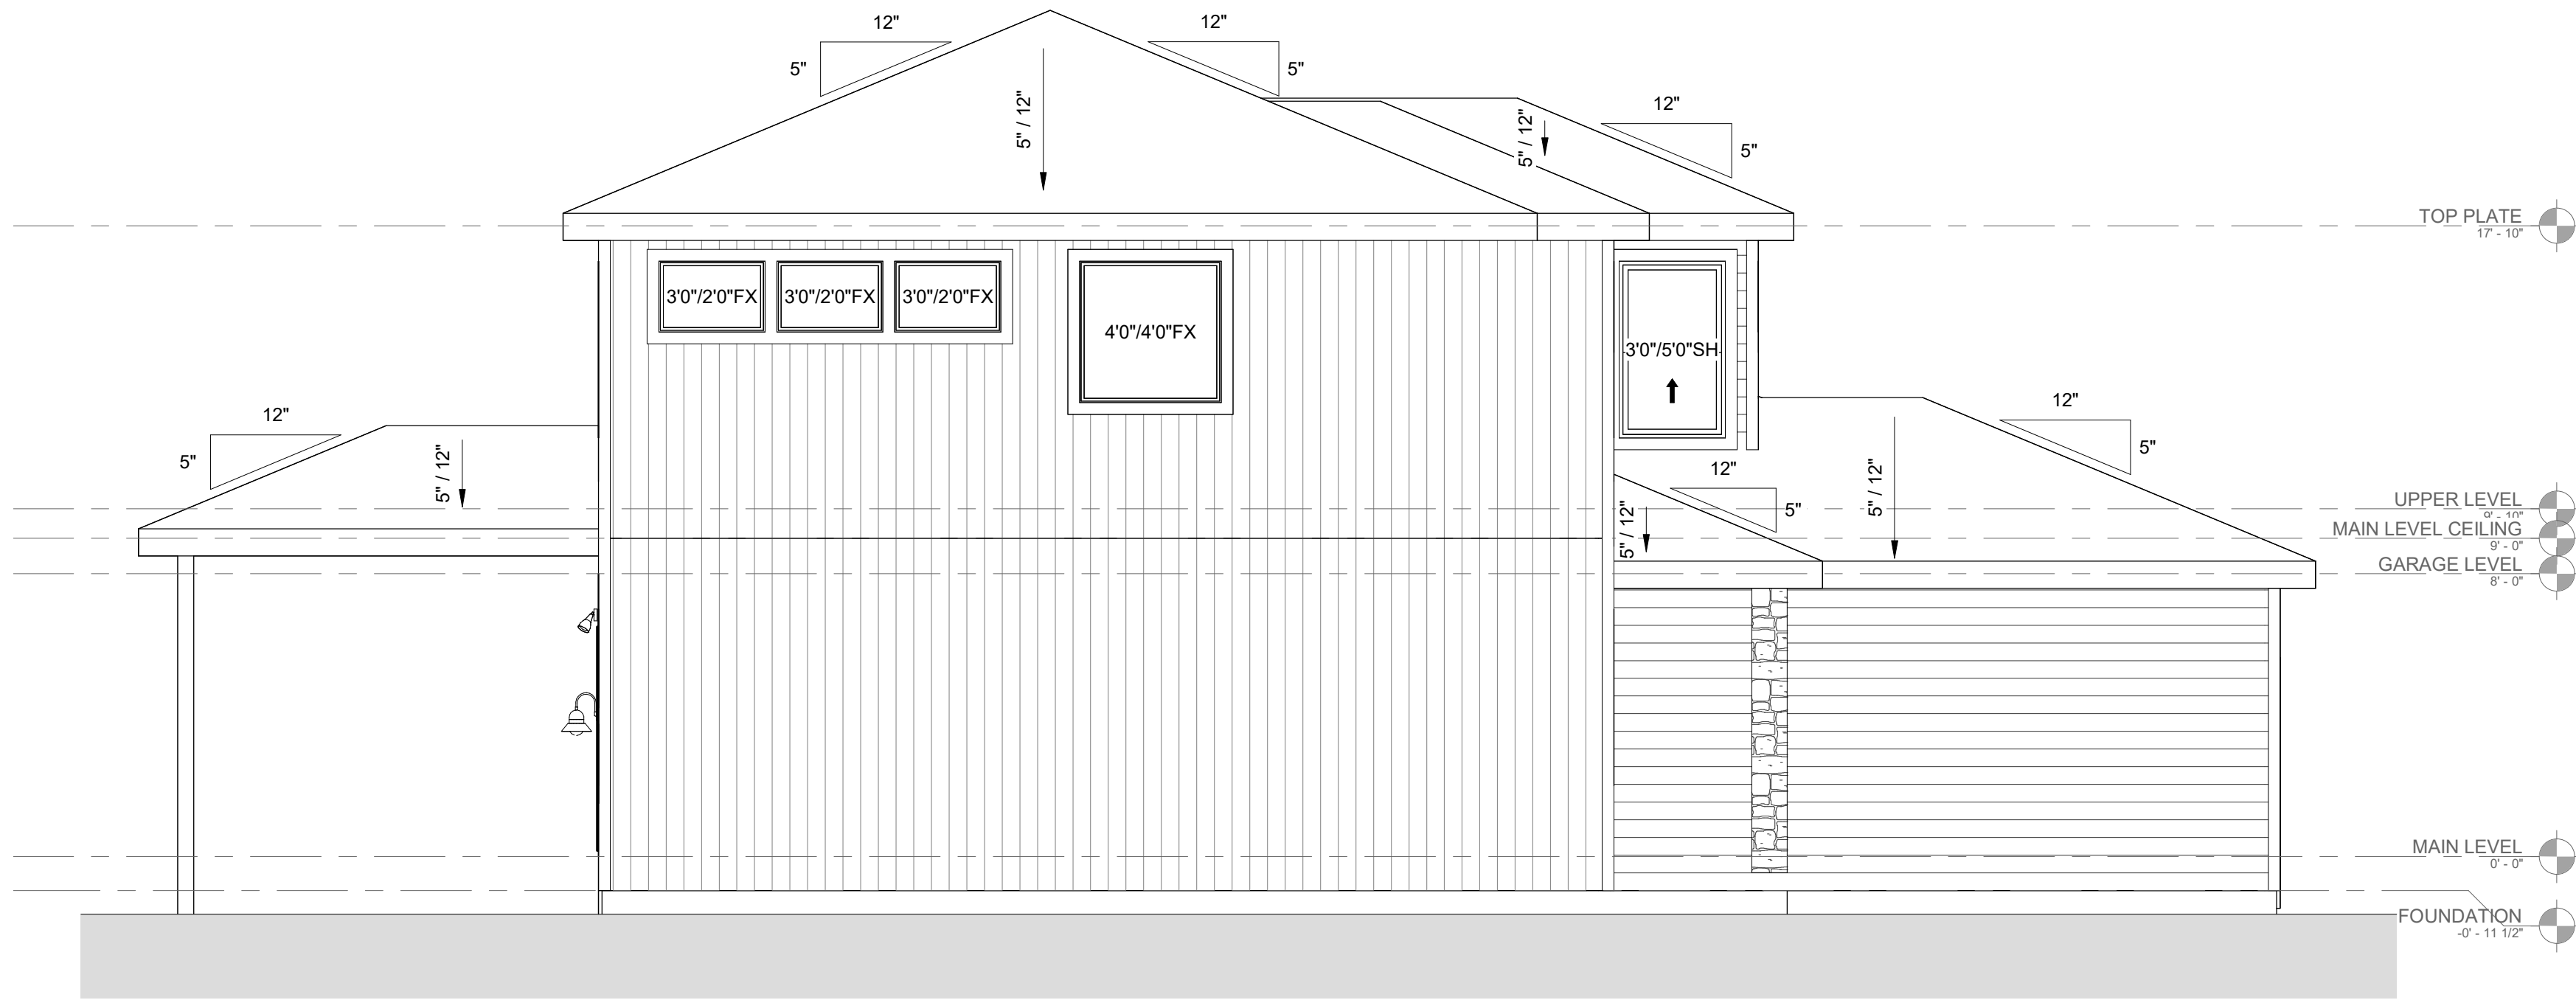 12"
12"
5"
5"
5" / 12"
12"
5" / 12"
5"
TOP PLATE
17' - 10"
3'0"/2'0"FX
3'0"/2'0"FX
3'0"/2'0"FX
4'0"/4'0"FX
3'0"/5'0"SH
12"
5"
5" / 12"
12"
5"
12"
5"
5" / 12"
5" / 12"
UPPER LEVEL
9' - 10"
MAIN LEVEL CEILING
9' - 0"
GARAGE LEVEL
8' - 0"
MAIN LEVEL
0' - 0"
FOUNDATION
-0' - 11 1/2"